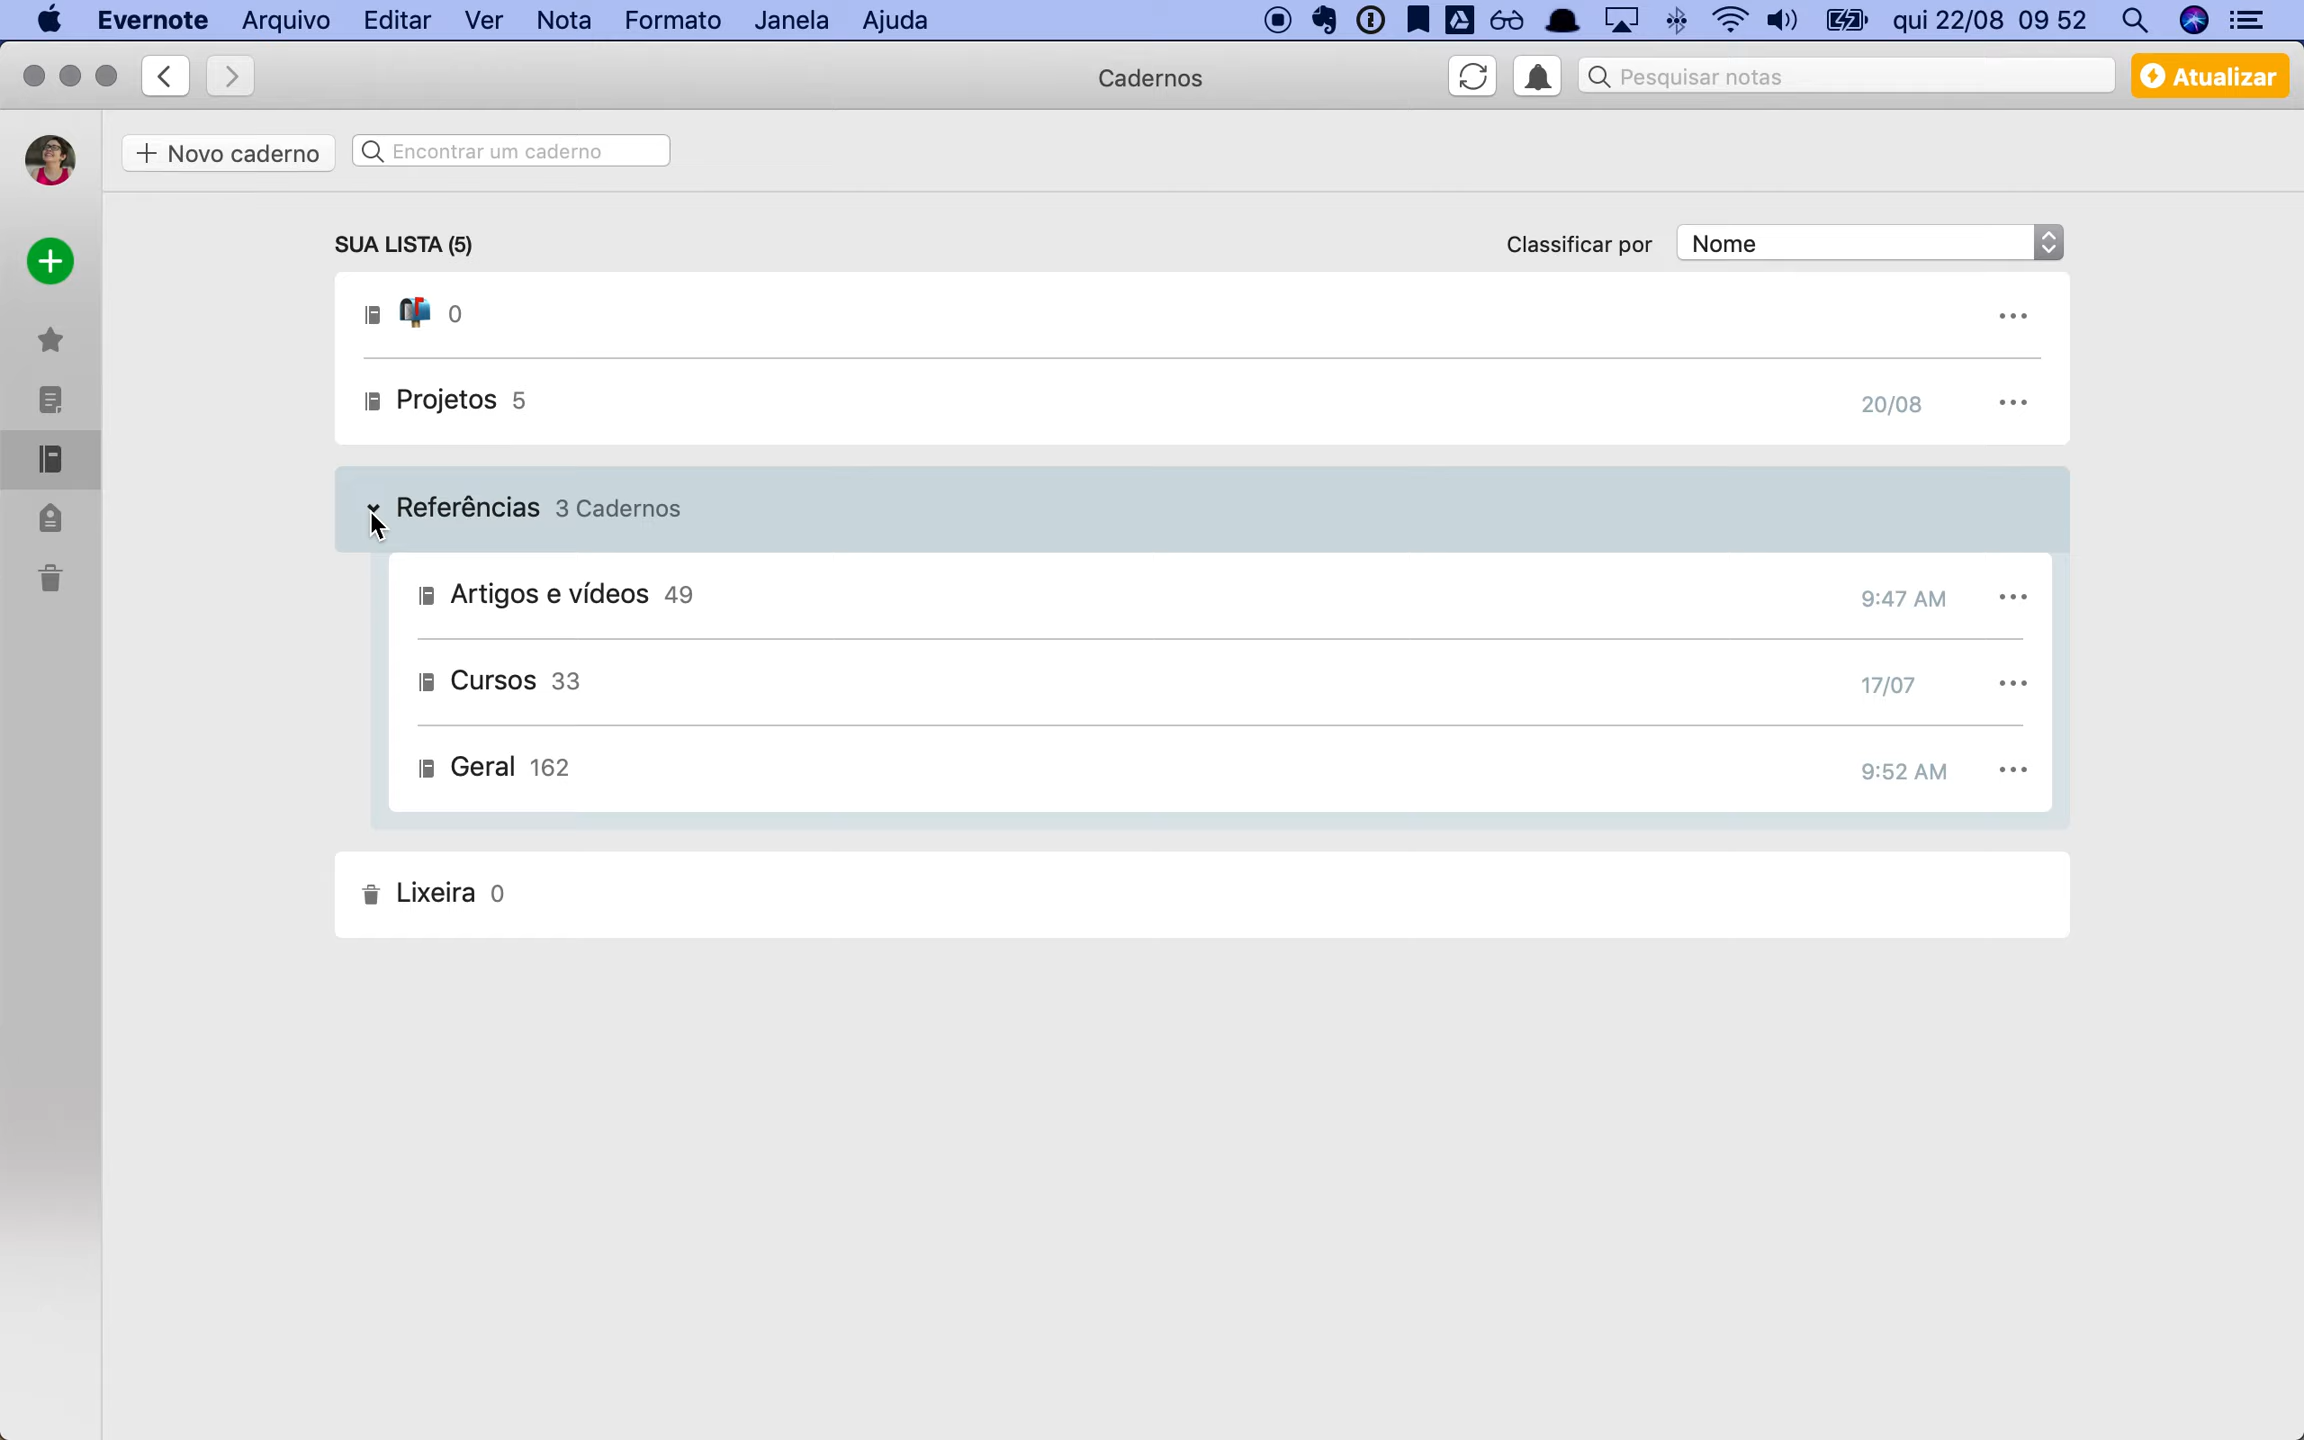 Evernote Arquivo Editar Ver Nota Formato Janela Ajuda qui 22/08 09 52
Cadernos Pesquisar notas Atualizar
Novo caderno Encontrar um caderno
SUA LISTA (5) Classificar por Nome
0
Projetos 5 20/08
Referências 3 Cadernos
Artigos e vídeos 49 9:47 AM
Cursos 33 17/07
Geral 162 9:52 AM
Lixeira 0